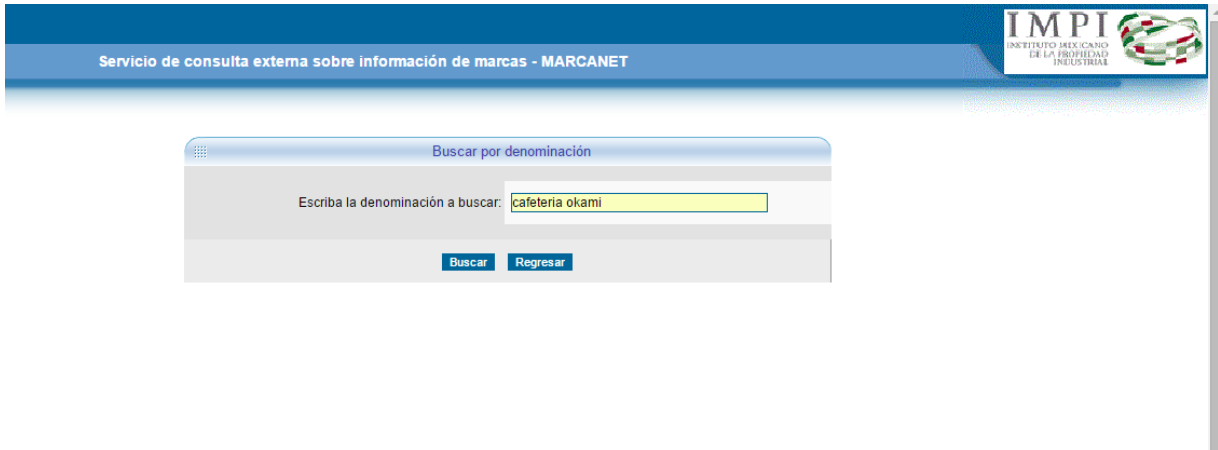 IMPI
INSTITUTO MEXICANO
DE LA PROPIEDAD
INDUSTRIAL
Servicio de consulta externa sobre información de marcas - MARCANET
Buscar por denominación
Escriba la denominación a buscar: cafeteria okami
Buscar Regresar